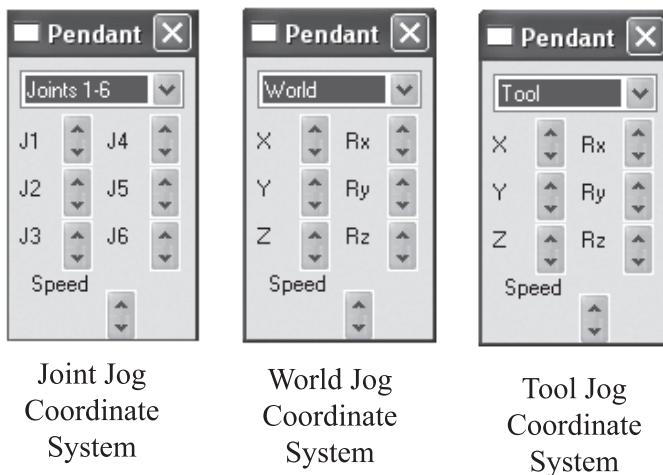 Pendant
Joints 1-6
J1 J4
J2 J5
J3 J6
Speed
Joint Jog
Coordinate
System
Pendant
World
X Rx
Y Ry
Z Rz
Speed
World Jog
Coordinate
System
Pendant
Tool
X Rx
Y Ry
Z Rz
Speed
Tool Jog
Coordinate
System